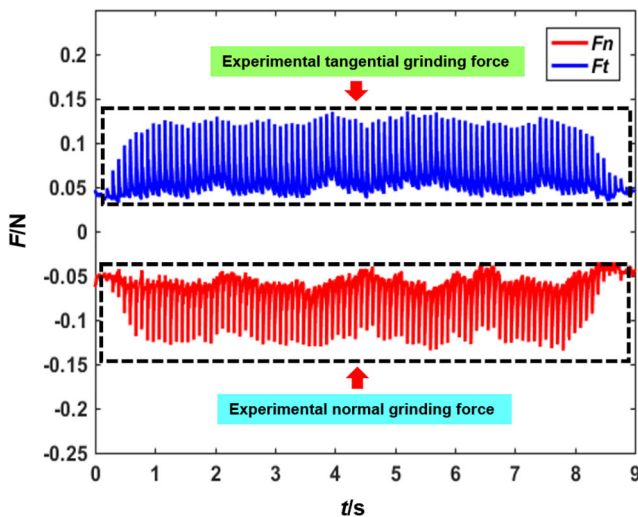 0.2
0.15
0.1
0.05
0
-0.05
-0.1
-0.15
-0.2
-0.25
F/N
Experimental tangential grinding force
Fn
Ft
Experimental normal grinding force
0 1 2 3 4 5 6 7 8 9
t/s